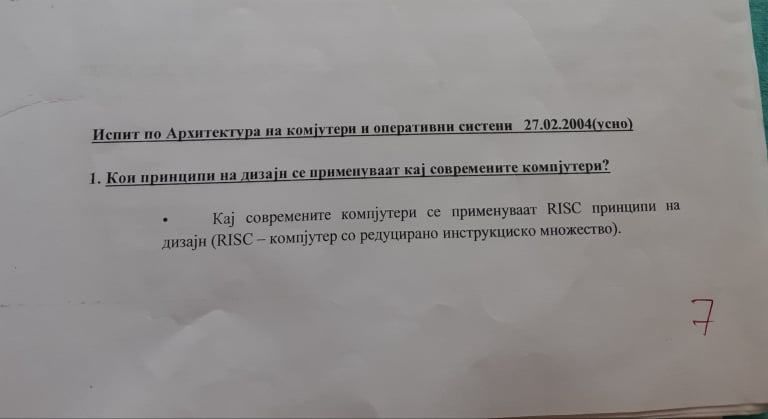 Испит по Архитектура на комјутери и оперативни систени 27.02.2004(усно)
1. Кои принципи на дизајн се применуваат кај современите компјутери?
• Кај современите компјутери се применуваат RISC принципи на
дизајн (RISC – компјутер со редуцирано инструкциско множество).
7